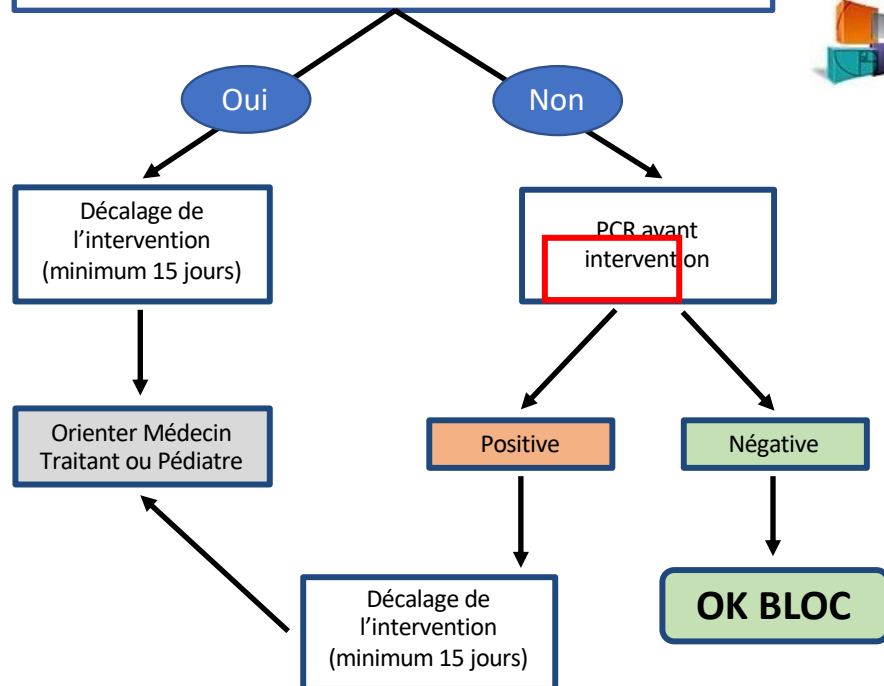 Oui
Non
Décalage de
l'intervention
(minimum 15 jours)
PCR avant
intervention
Orienter Médecin
Traitant ou Pédiatre
Positive
Négative
Décalage de
l'intervention
(minimum 15 jours)
OK BLOC